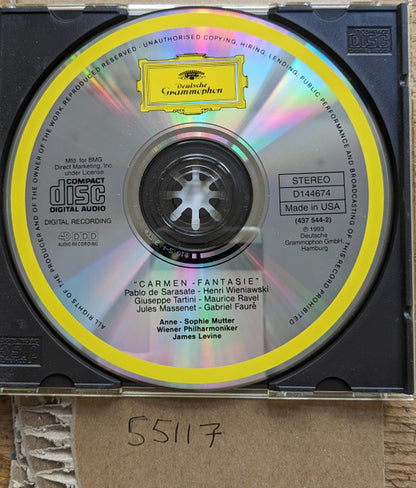 ALL RIGHTS OF THE PRODUCER AND OF THE OWNER OF THE WORK REPRODUCED RESERVED - UNAUTHORISED COPYING, HIRING, LENDING, PUBLIC PERFORMANCE AND BROADCASTING OF THIS RECORD PROHIBITED
Deutsche
Grammophon
Mfd. for BMG
Direct Marketing, Inc.
under License
COMPACT
disc
DIGITAL AUDIO
DIGITAL RECORDING
4D DDD
AUDIO RECORDING
STEREO
D144674
Made in USA
(437 544-2)
℗ 1993
Deutsche
Grammophon GmbH,
Hamburg
"CARMEN - FANTASIE"
Pablo de Sarasate - Henri Wieniawski
Giuseppe Tartini - Maurice Ravel
Jules Massenet - Gabriel Fauré
Anne - Sophie Mutter
Wiener Philharmoniker
James Levine
55117